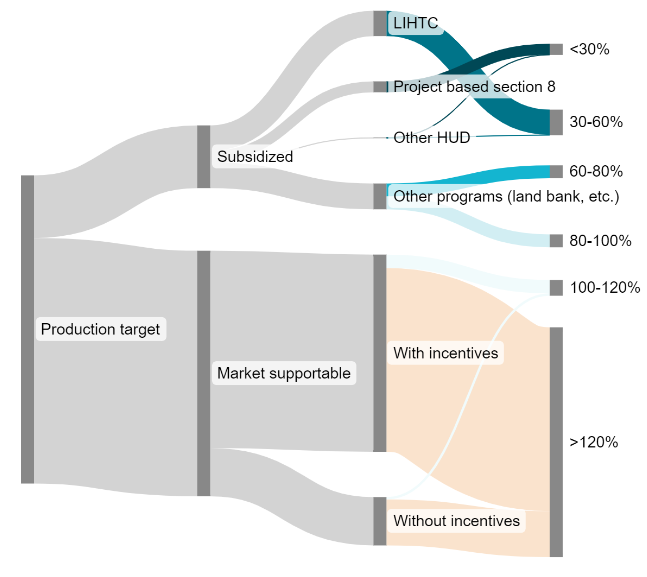 LIHTC
<30%
Project based section 8
30-60%
Other HUD
Subsidized
60-80%
Other programs (land bank, etc.)
80-100%
100-120%
Production target
With incentives
Market supportable
>120%
Without incentives